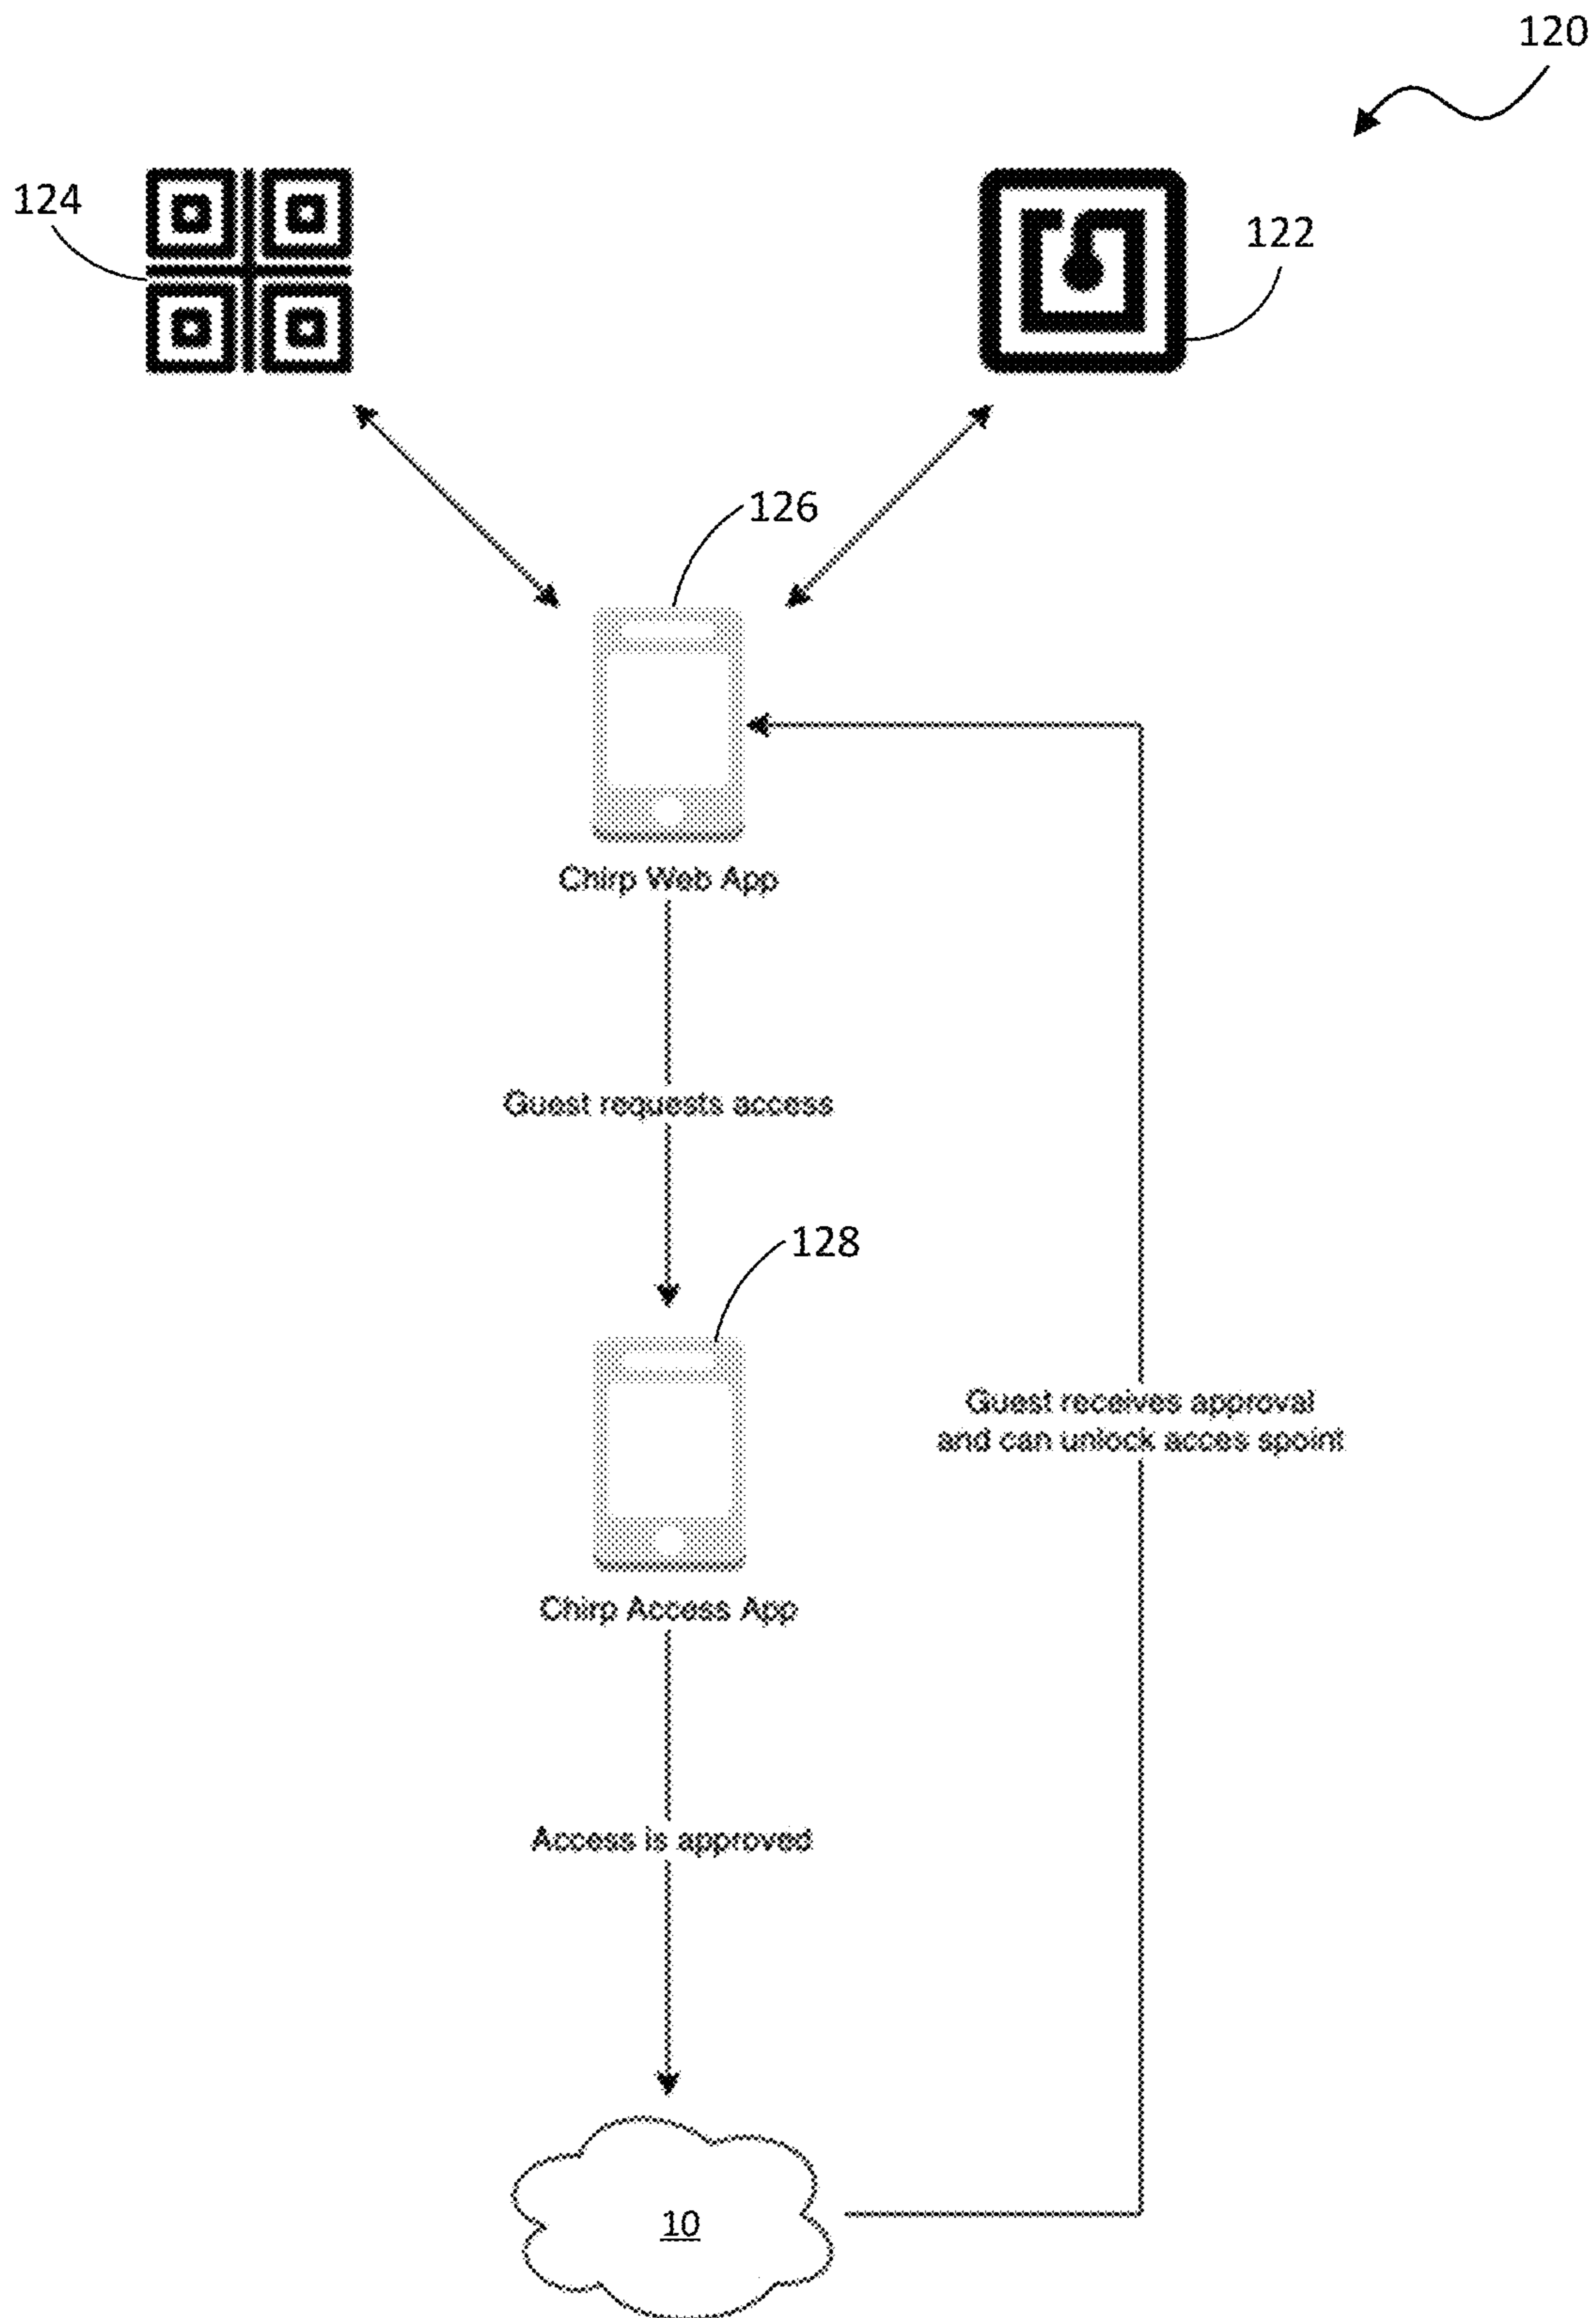 120
124
122
126
Chirp Web App
Guest requests access
128
Guest receives approval
and can unlock acces spoint
Chirp Access App
Access is approved
10